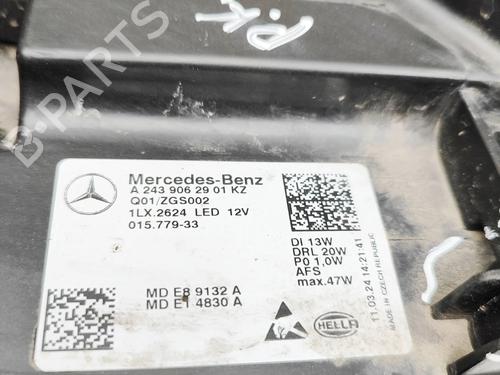 P.K
Mercedes-Benz
A 243 906 29 01 KZ
Q01/ZGS002
1LX.2624 LED 12V
015.779-33
DI 13W
DRL 20W
P0 1,0W
AFS
max.47W
11.03.24 14:21:41
MADE IN CZECH REPUBLIC
MD E8 9132 A
MD E1 4830 A
HELLA
B-PARTS